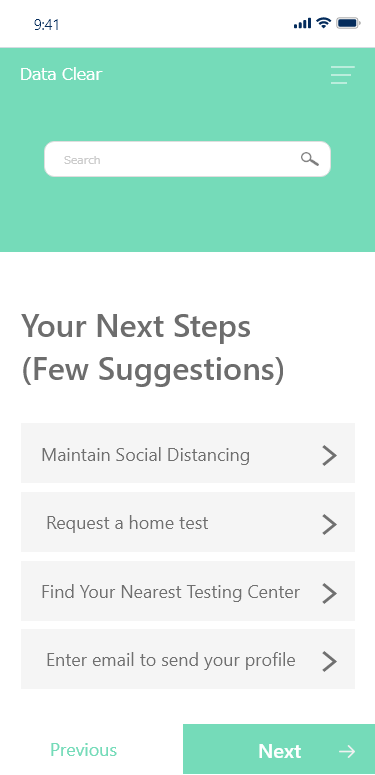 9:41
Data Clear
Search
Your Next Steps
(Few Suggestions)
Maintain Social Distancing
Request a home test
Find Your Nearest Testing Center
Enter email to send your profile
Previous
Next